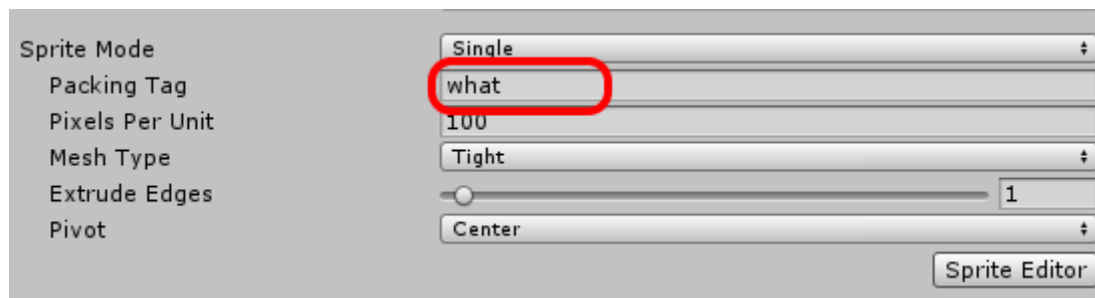 Sprite Mode Single
Packing Tag what
Pixels Per Unit 100
Mesh Type Tight
Extrude Edges 1
Pivot Center
Sprite Editor